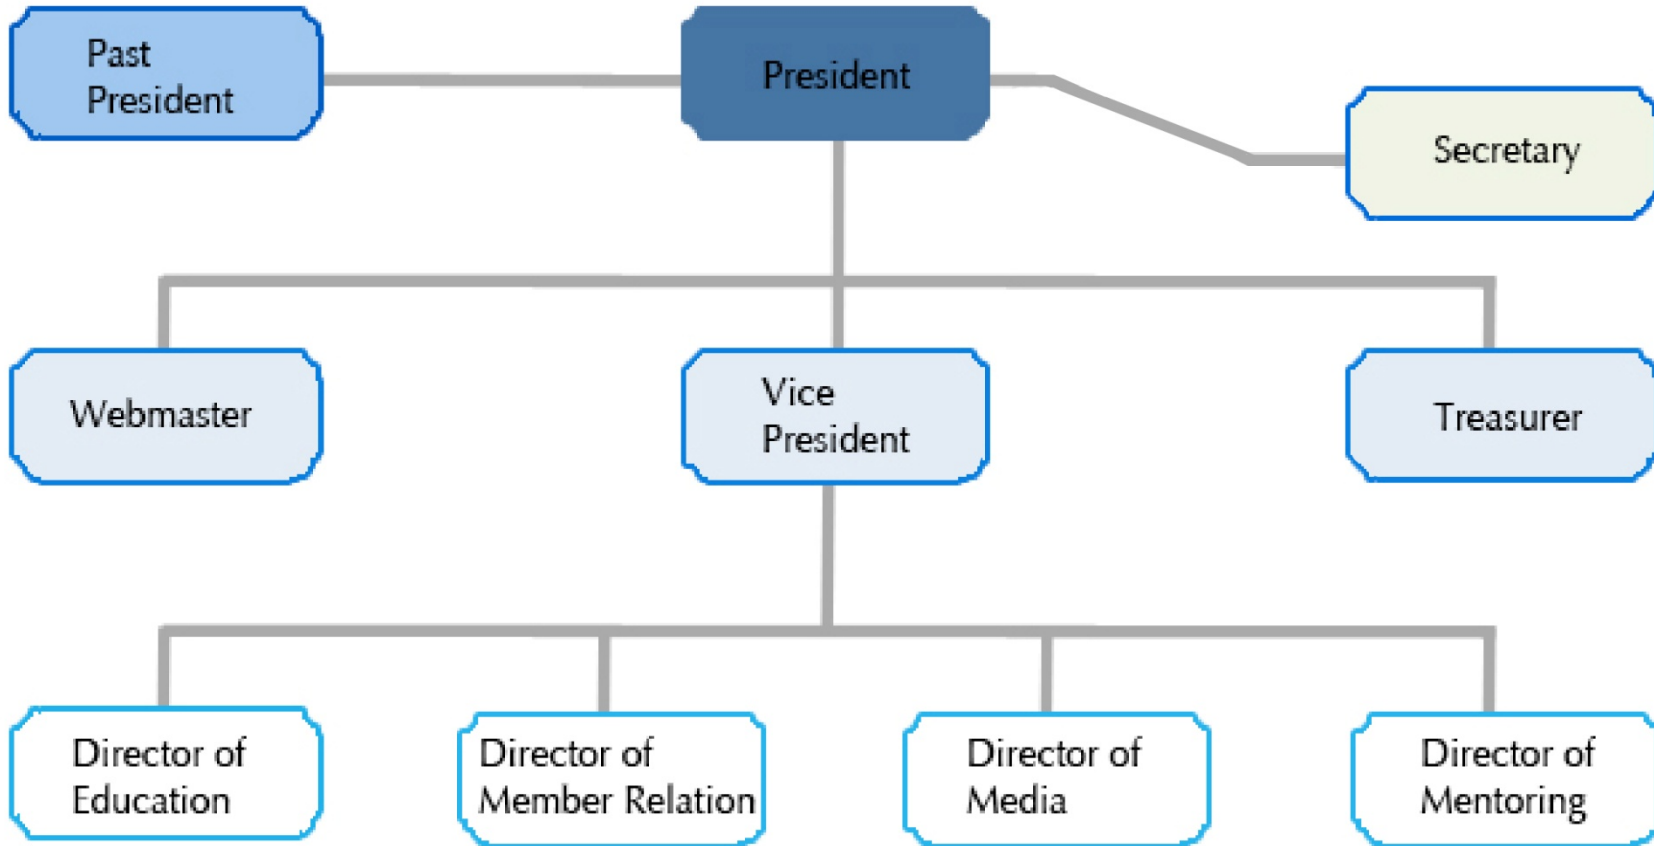 Past
President
President
Secretary
Webmaster
Vice
President
Treasurer
Director of
Education
Director of
Member Relation
Director of
Media
Director of
Mentoring